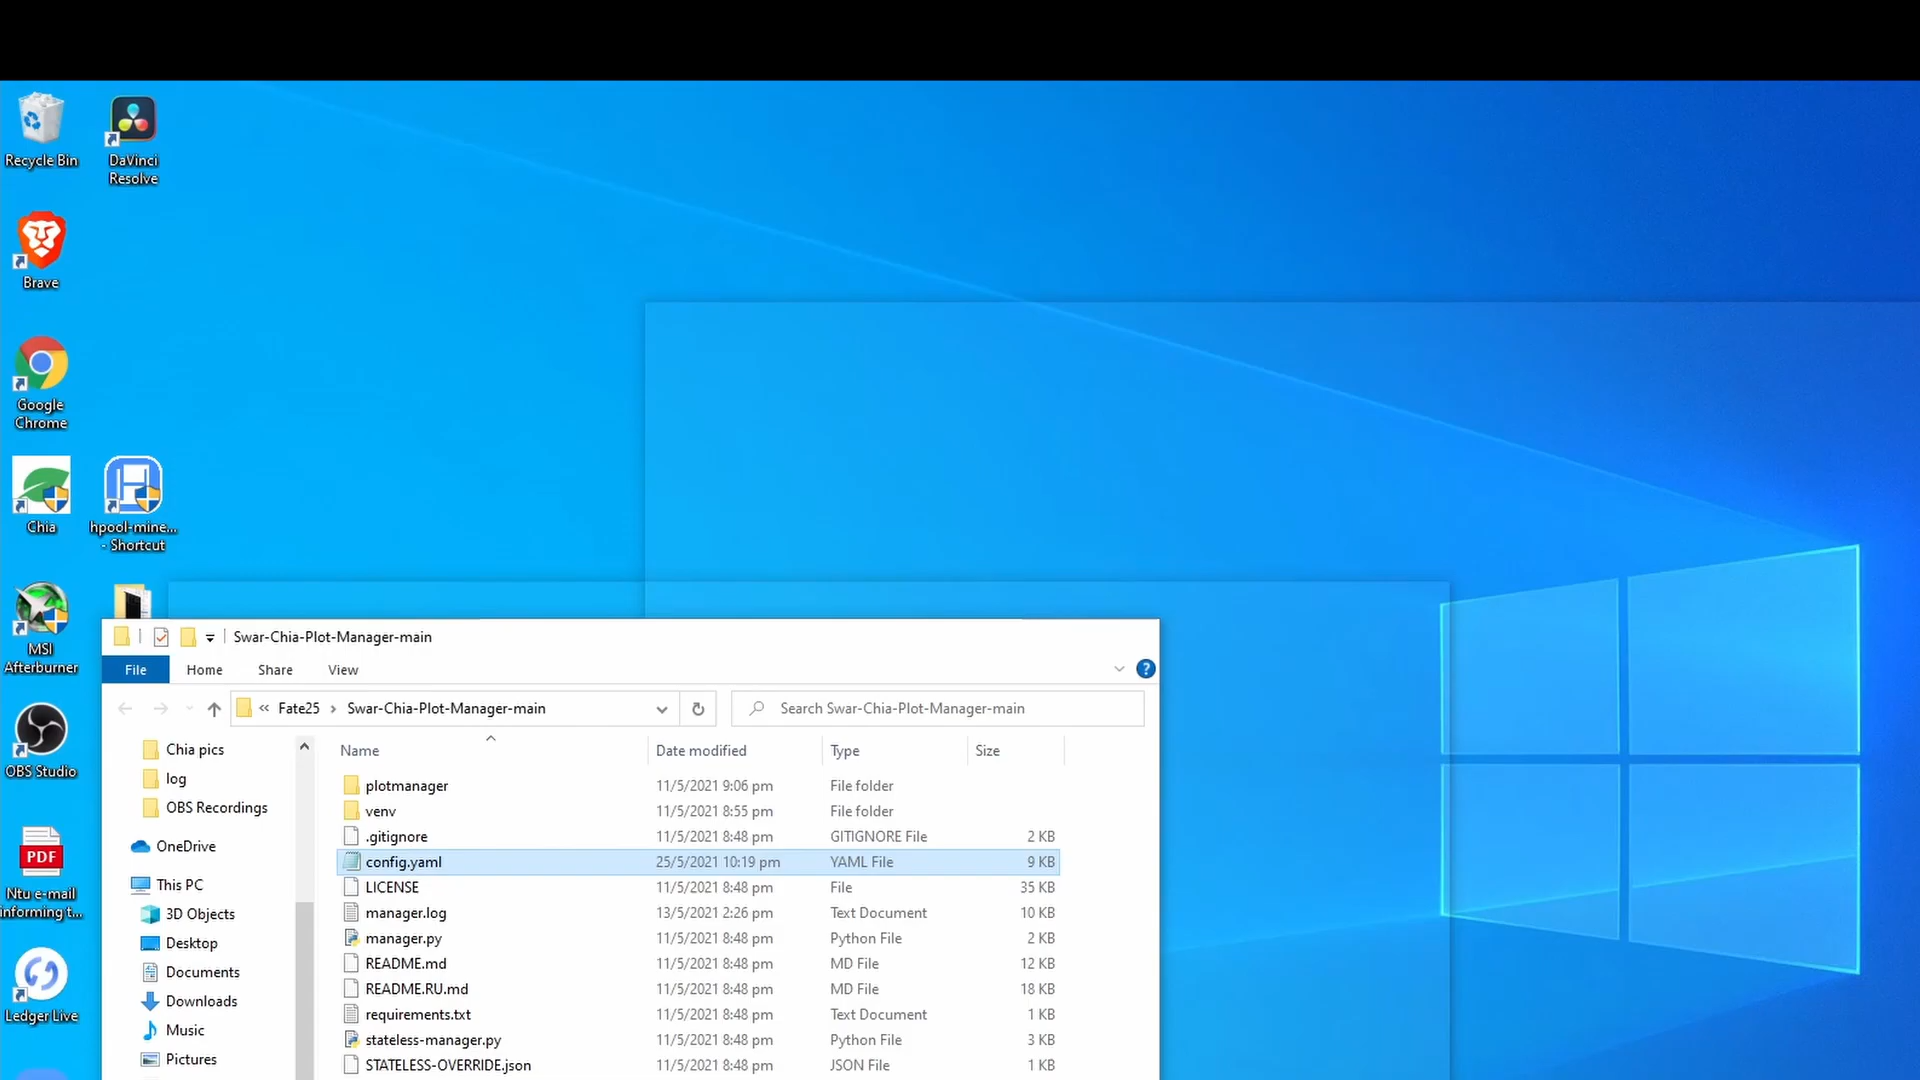 Recycle Bin
DaVinci
Resolve
Brave
Google
Chrome
Chia
hpool-mine...
- Shortcut
MSI
Afterburner
OBS Studio
PDF
Ntu e-mail
informing t...
Ledger Live
Swar-Chia-Plot-Manager-main
File Home Share View
« Fate25 › Swar-Chia-Plot-Manager-main
Search Swar-Chia-Plot-Manager-main
Chia pics
log
OBS Recordings
OneDrive
This PC
3D Objects
Desktop
Documents
Downloads
Music
Pictures
Name Date modified Type Size
plotmanager 11/5/2021 9:06 pm File folder
venv 11/5/2021 8:55 pm File folder
.gitignore 11/5/2021 8:48 pm GITIGNORE File 2 KB
config.yaml 25/5/2021 10:19 pm YAML File 9 KB
LICENSE 11/5/2021 8:48 pm File 35 KB
manager.log 13/5/2021 2:26 pm Text Document 10 KB
manager.py 11/5/2021 8:48 pm Python File 2 KB
README.md 11/5/2021 8:48 pm MD File 12 KB
README.RU.md 11/5/2021 8:48 pm MD File 18 KB
requirements.txt 11/5/2021 8:48 pm Text Document 1 KB
stateless-manager.py 11/5/2021 8:48 pm Python File 3 KB
STATELESS-OVERRIDE.json 11/5/2021 8:48 pm JSON File 1 KB